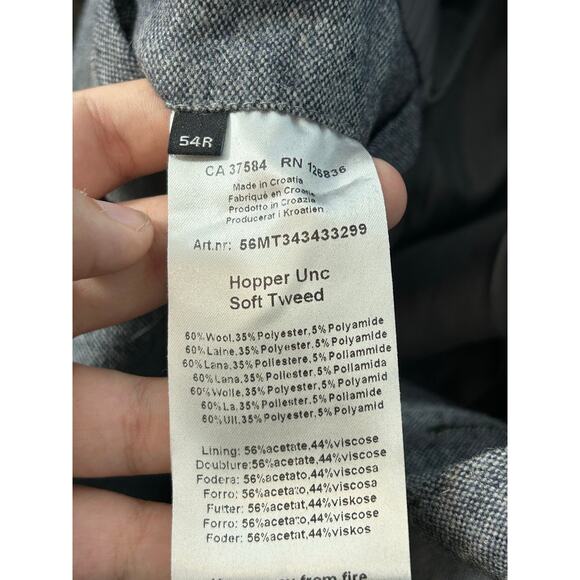 54R
CA 37584 RN 126836
Made in Croatia
Fabriqué en Croatie
Prodotto in Croazia
Producerat i Kroatien
Art.nr: 56MT343433299
Hopper Unc
Soft Tweed
60%Wool,35%Polyester,5%Polyamide
60%Laine,35%Polyester,5%Polyamide
60%Lana,35%Poliestere,5%Poliammide
60%Lana,35%Poliester,5%Poliamida
60%Wolle,35%Polyester,5%Polyamid
60%La,35%Poliester,5%Poliamide
60%Ull,35%Polyester,5%Polyamid
Lining: 56%acetate,44%viscose
Doublure:56%acetate,44%viscose
Fodera: 56%acetato,44%viscosa
Forro: 56%acetato,44%viscosa
Futter: 56%acetat,44%viskose
Forro: 56%acetato,44%viscose
Foder: 56%acetat,44%viskos
from fire